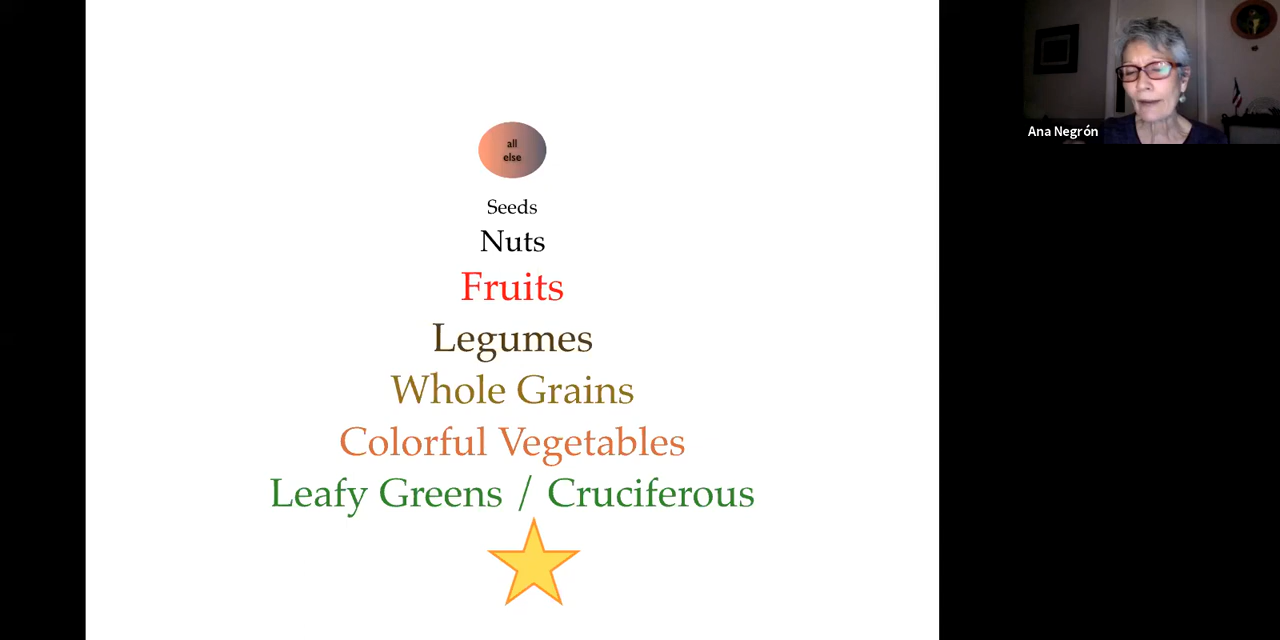 all
else
Seeds
Nuts
Fruits
Legumes
Whole Grains
Colorful Vegetables
Leafy Greens / Cruciferous
Ana Negrón